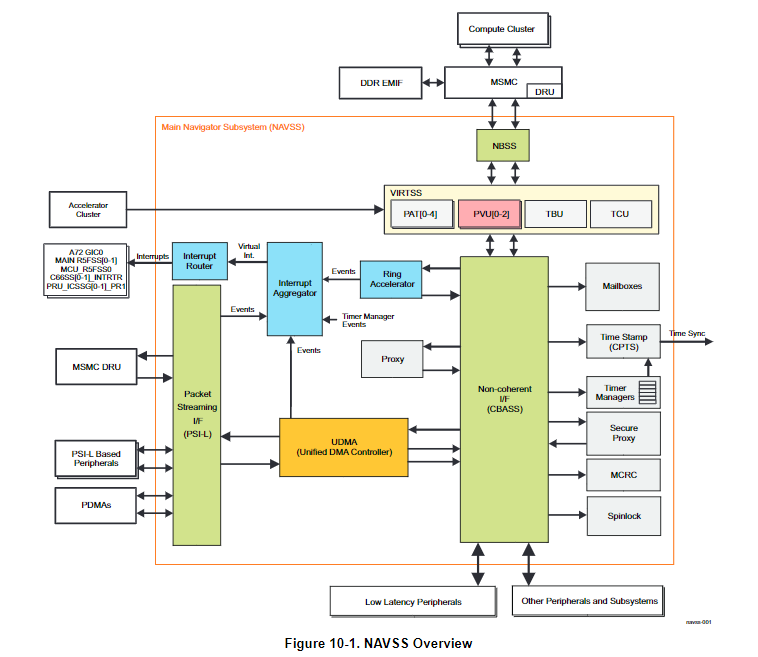 Compute Cluster
DDR EMIF
MSMC
DRU
Main Navigator Subsystem (NAVSS)
NBSS
VIRTSS
PAT[0-4]
PVU[0-2]
TBU
TCU
Accelerator
Cluster
A72 GIC0
MAIN R5FSS[0-1]
MCU_R5FSS0
C66SS[0-1]_INTRTR
PRU_ICSSG[0-1]_PR1
Interrupts
Interrupt
Router
Virtual
Int.
Interrupt
Aggregator
Events
Ring
Accelerator
Mailboxes
Events
Timer Manager
Events
Events
Time Stamp
(CPTS)
Time Sync
MSMC DRU
Proxy
Packet
Streaming
I/F
(PSI-L)
Non-coherent
I/F
(CBASS)
Timer
Managers
UDMA
(Unified DMA Controller)
Secure
Proxy
PSI-L Based
Peripherals
MCRC
PDMAs
Spinlock
Low Latency Peripherals
Other Peripherals and Subsystems
navss-001
Figure 10-1. NAVSS Overview